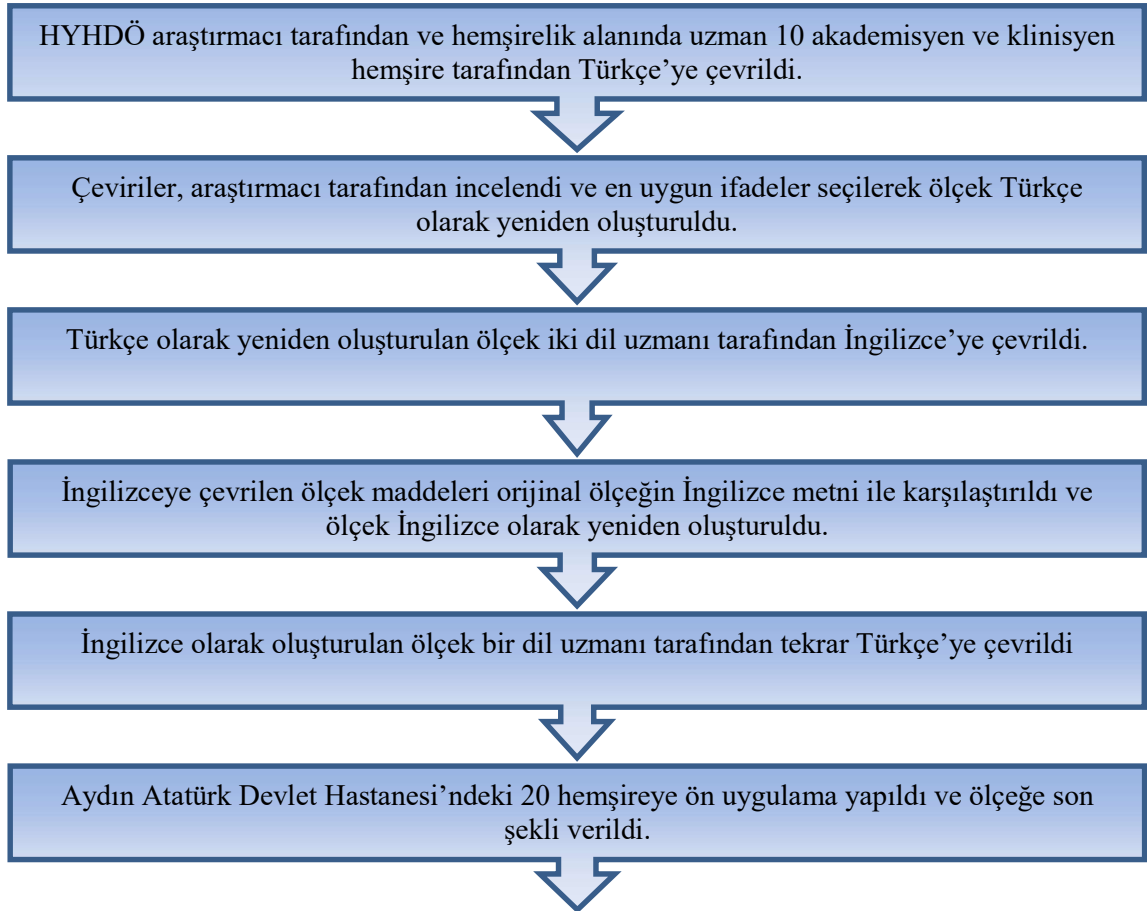 HYHDÖ araştırmacı tarafından ve hemşirelik alanında uzman 10 akademisyen ve klinisyen
hemşire tarafından Türkçe’ye çevrildi.
Çeviriler, araştırmacı tarafından incelendi ve en uygun ifadeler seçilerek ölçek Türkçe
olarak yeniden oluşturuldu.
Türkçe olarak yeniden oluşturulan ölçek iki dil uzmanı tarafından İngilizce’ye çevrildi.
İngilizceye çevrilen ölçek maddeleri orijinal ölçeğin İngilizce metni ile karşılaştırıldı ve
ölçek İngilizce olarak yeniden oluşturuldu.
İngilizce olarak oluşturulan ölçek bir dil uzmanı tarafından tekrar Türkçe’ye çevrildi
Aydın Atatürk Devlet Hastanesi’ndeki 20 hemşireye ön uygulama yapıldı ve ölçeğe son
şekli verildi.